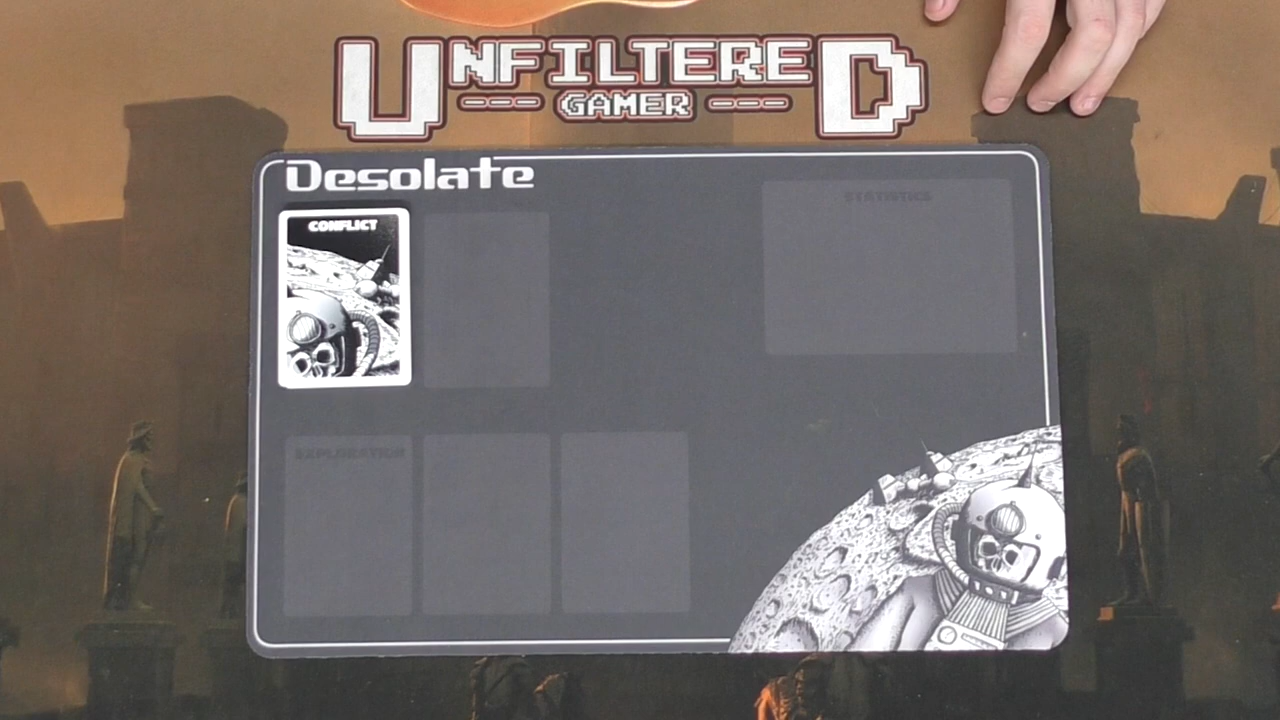 UNFILTERED
GAMER
Desolate
STATISTICS
CONFLICT
EXPLORATION